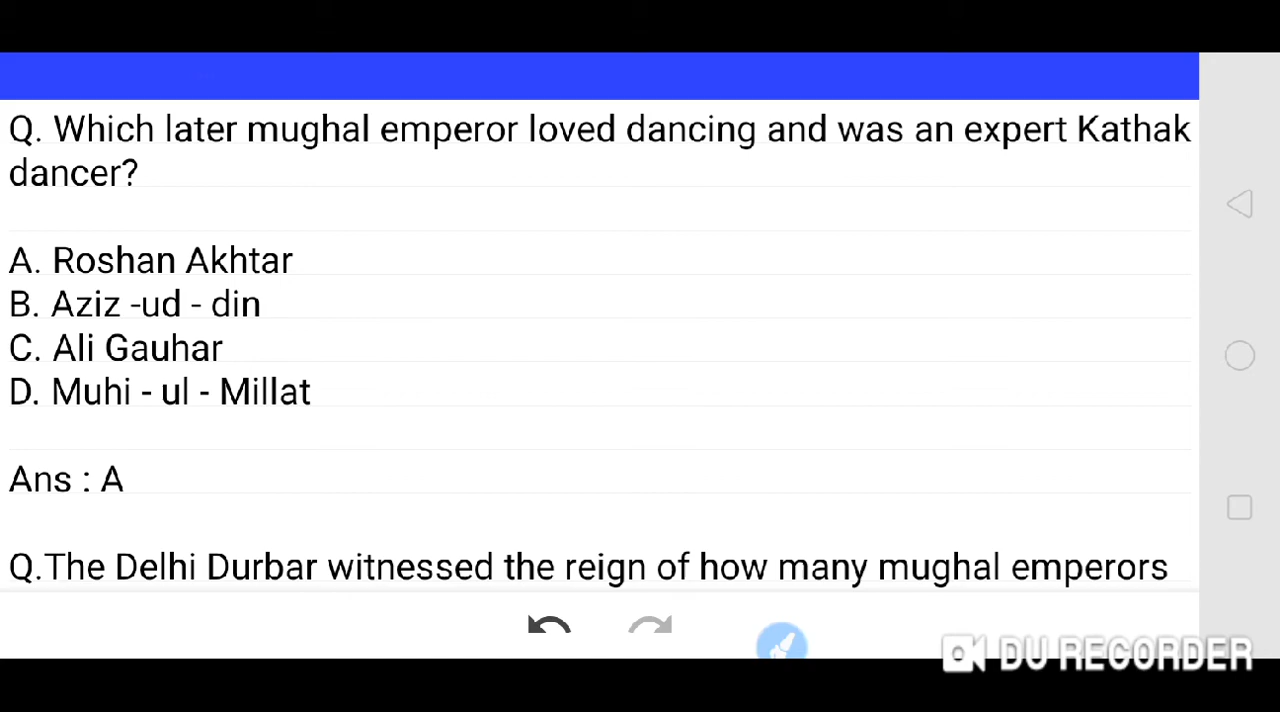 Q. Which later mughal emperor loved dancing and was an expert Kathak
dancer?
A. Roshan Akhtar
B. Aziz -ud - din
C. Ali Gauhar
D. Muhi - ul - Millat
Ans : A
Q.The Delhi Durbar witnessed the reign of how many mughal emperors
DU RECORDER